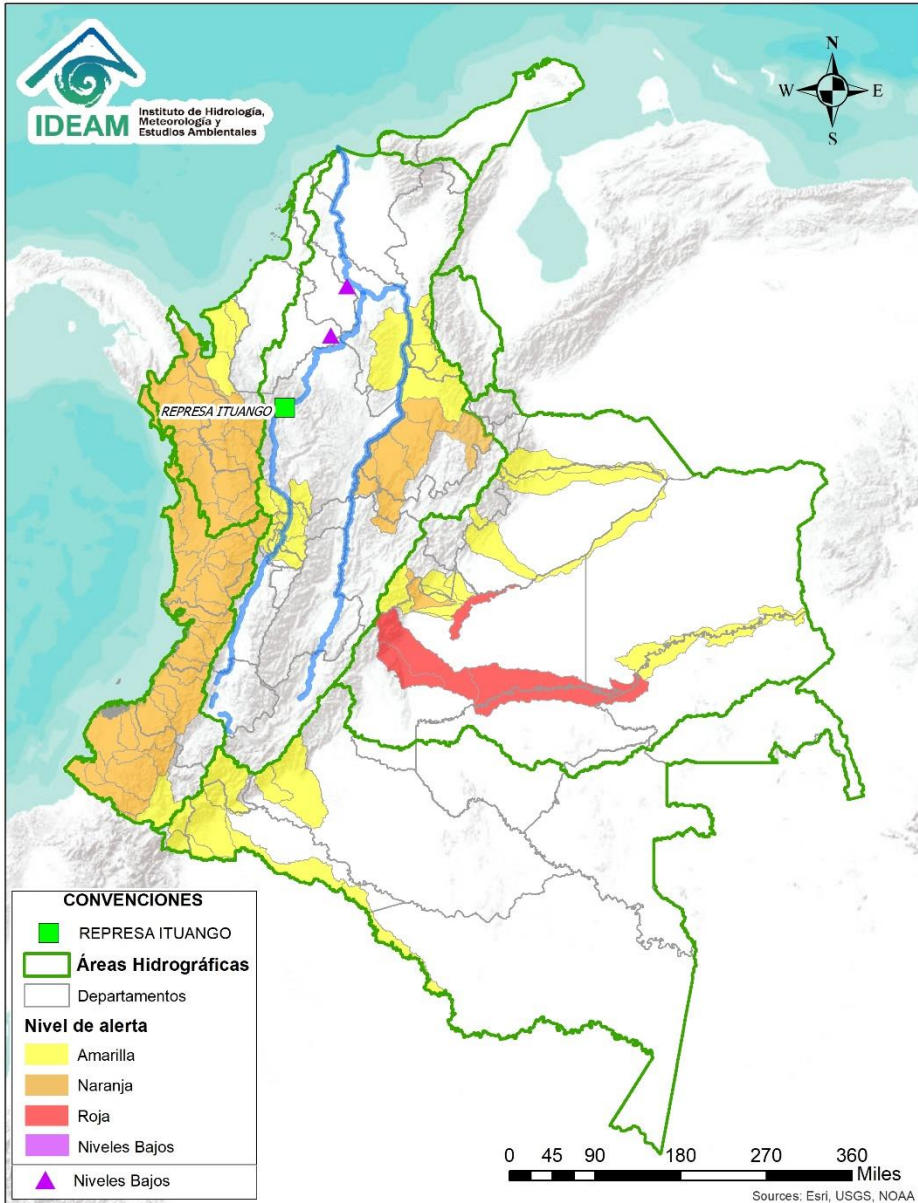 IDEAM
Instituto de Hidrología,
Meteorología y
Estudios Ambientales
N
W
E
S
REPRESA ITUANGO
CONVENCIONES
REPRESA ITUANGO
Áreas Hidrográficas
Departamentos
Nivel de alerta
Amarilla
Naranja
Roja
Niveles Bajos
Niveles Bajos
0 45 90 180 270 360
Miles
Sources: Esri, USGS, NOAA